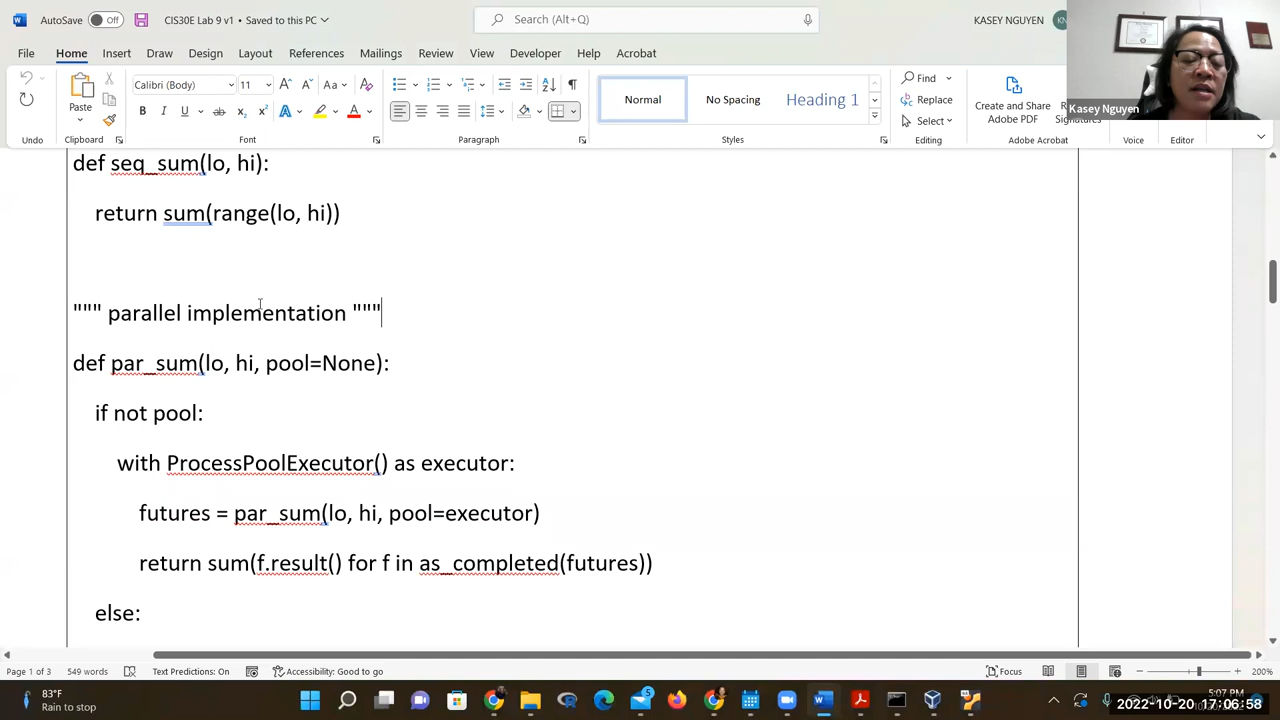 AutoSave Off CIS30E Lab 9 v1 • Saved to this PC Search (Alt+Q) KASEY NGUYEN KN
File Home Insert Draw Design Layout References Mailings Review View Developer Help Acrobat
Calibri (Body) 11 A A Aa A
Paste
B I U ab x₂ x² A A
Normal No Spacing Heading 1
Find
Replace
Select
Create and Share
Adobe PDF
Kasey Nguyen
Undo Clipboard Font Paragraph Styles Editing Adobe Acrobat Voice Editor
def seq_sum(lo, hi):
return sum(range(lo, hi))
""" parallel implementation """
def par_sum(lo, hi, pool=None):
if not pool:
with ProcessPoolExecutor() as executor:
futures = par_sum(lo, hi, pool=executor)
return sum(f.result() for f in as_completed(futures))
else:
Page 1 of 3 549 words Text Predictions: On Accessibility: Good to go Focus 200%
83°F
Rain to stop
5:07 PM
2022-10-20 17:06:58